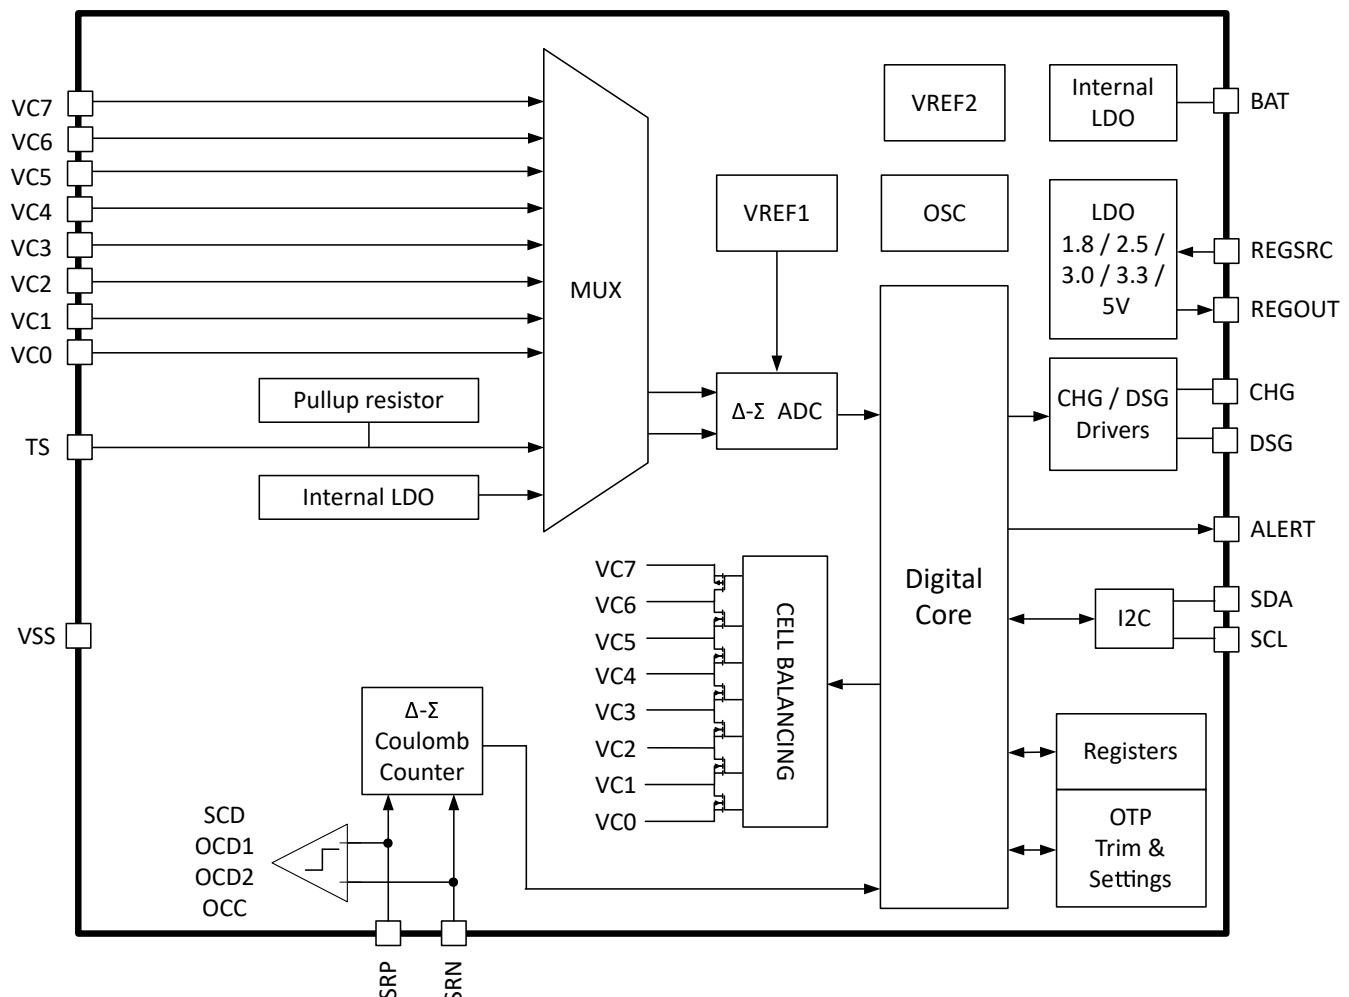 VC7
VC6
VC5
VC4
VC3
VC2
VC1
VC0
TS
VSS
Pullup resistor
Internal LDO
MUX
VREF1
Δ-Σ ADC
VREF2
OSC
Internal
LDO
LDO
1.8 / 2.5 /
3.0 / 3.3 /
5V
CHG / DSG
Drivers
BAT
REGSRC
REGOUT
CHG
DSG
ALERT
SDA
SCL
I2C
Digital
Core
VC7
VC6
VC5
VC4
VC3
VC2
VC1
VC0
CELL BALANCING
Registers
OTP
Trim &
Settings
Δ-Σ
Coulomb
Counter
SCD
OCD1
OCD2
OCC
SRP
SRN